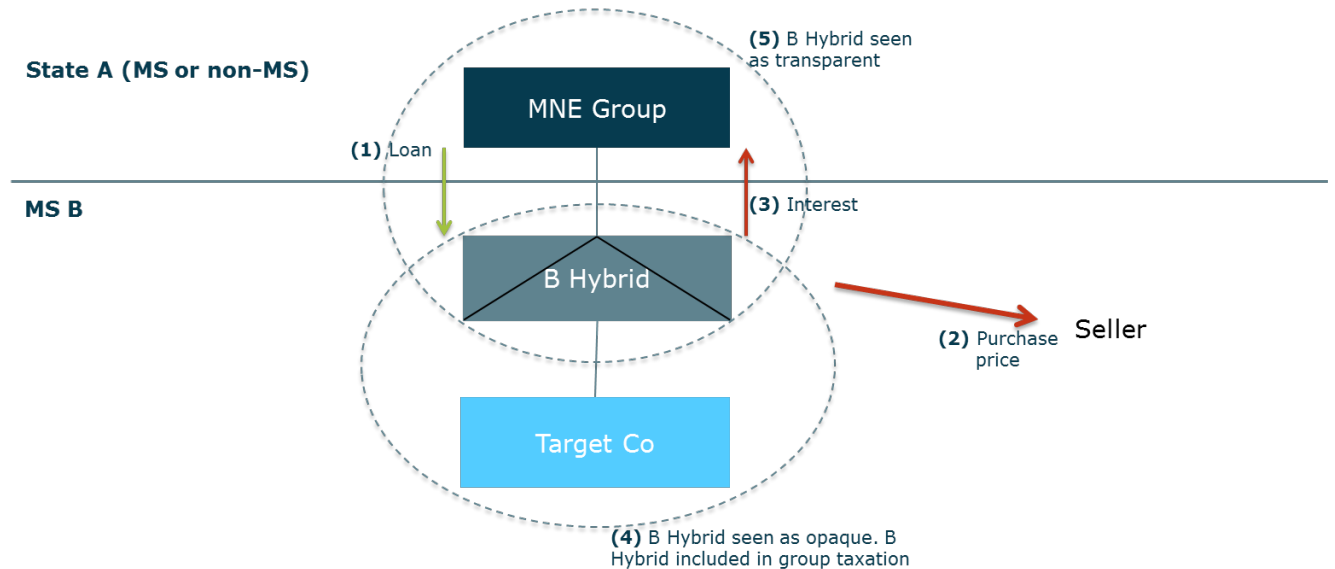 (5) B Hybrid seen
as transparent
State A (MS or non-MS)
MNE Group
(1) Loan
MS B
(3) Interest
B Hybrid
(2) Purchase
price
Seller
Target Co
(4) B Hybrid seen as opaque. B
Hybrid included in group taxation